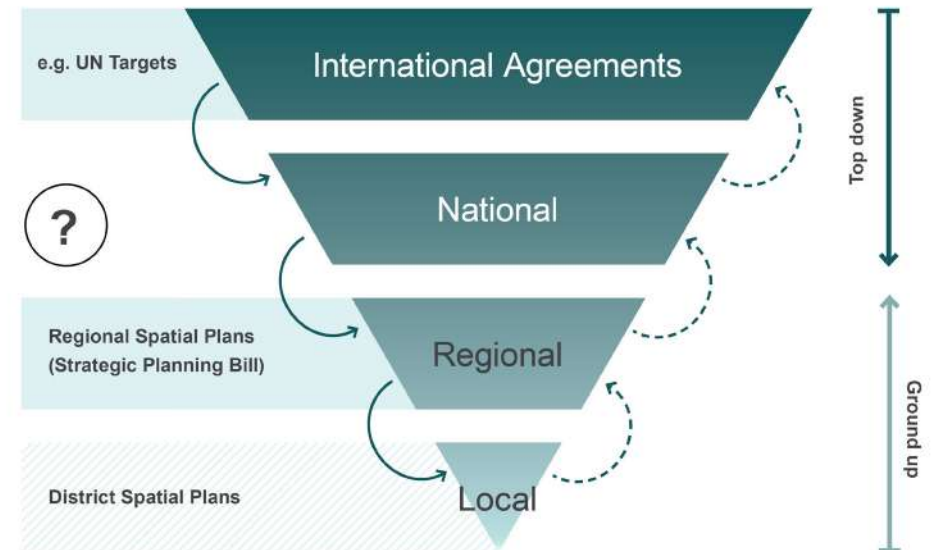 e.g. UN Targets
International Agreements
Top down
?
National
Regional Spatial Plans
(Strategic Planning Bill)
Regional
Ground up
District Spatial Plans
Local